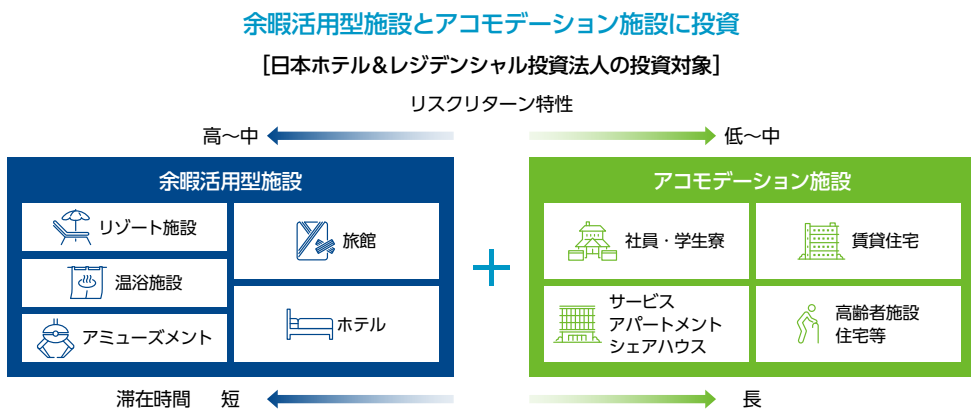 余暇活用型施設とアコモデーション施設に投資
[日本ホテル&レジデンシャル投資法人の投資対象]
リスクリターン特性
高〜中
低〜中
余暇活用型施設
リゾート施設
温浴施設
アミューズメント
旅館
ホテル
+
アコモデーション施設
社員・学生寮
賃貸住宅
サービス
アパートメント
シェアハウス
高齢者施設
住宅等
滞在時間 短
長